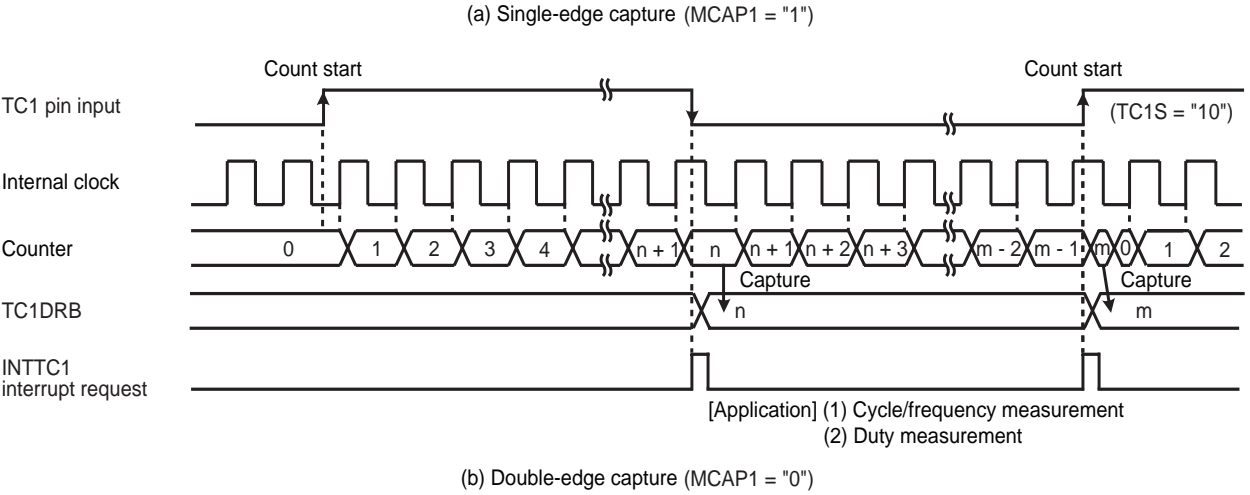 (a) Single-edge capture (MCAP1 = "1")
Count start Count start
TC1 pin input
(TC1S = "10")
Internal clock
Counter 0 1 2 3 4 n + 1 n n + 1 n + 2 n + 3 m - 2 m - 1 m 0 1 2
Capture Capture
TC1DRB n m
INTTC1
interrupt request
[Application] (1) Cycle/frequency measurement
(2) Duty measurement
(b) Double-edge capture (MCAP1 = "0")